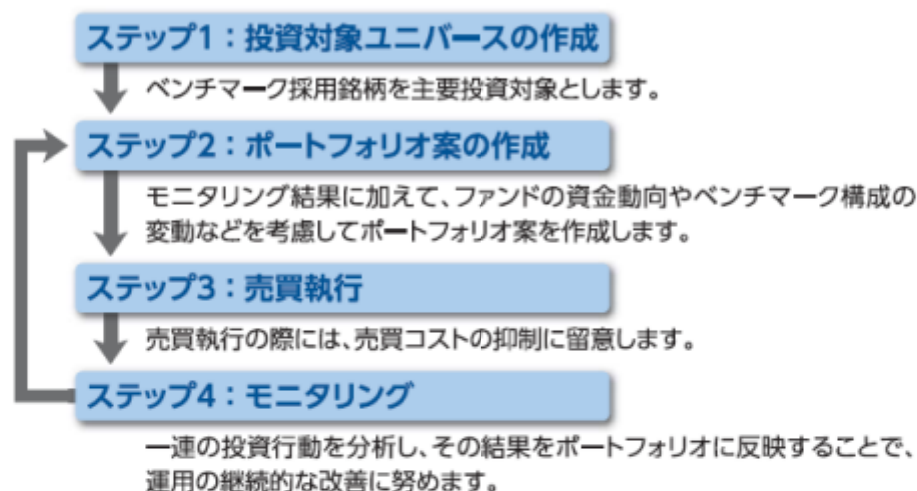 ステップ1：投資対象ユニバースの作成
ベンチマーク採用銘柄を主要投資対象とします。
ステップ2：ポートフォリオ案の作成
モニタリング結果に加えて、ファンドの資金動向やベンチマーク構成の
変動などを考慮してポートフォリオ案を作成します。
ステップ3：売買執行
売買執行の際には、売買コストの抑制に留意します。
ステップ4：モニタリング
一連の投資行動を分析し、その結果をポートフォリオに反映することで、
運用の継続的な改善に努めます。